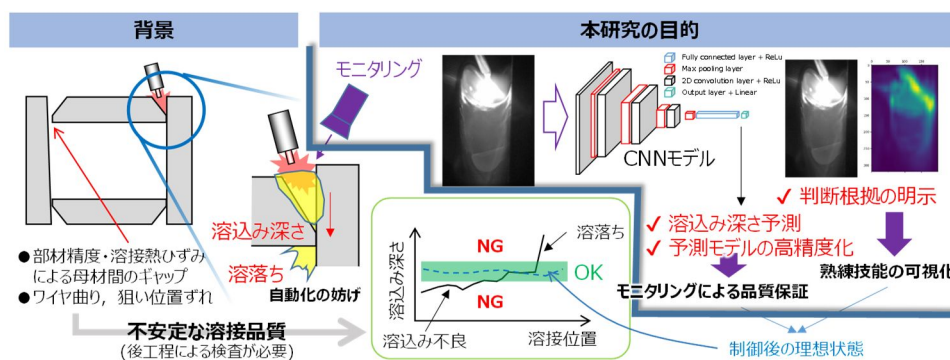 背景
本研究の目的
モニタリング
Fully connected layer + ReLu
Max pooling layer
2D convolution layer + ReLu
Output layer + Linear
CNNモデル
✓ 判断根拠の明示
✓ 溶込み深さ予測
✓ 予測モデルの高精度化
熟練技能の可視化
モニタリングによる品質保証
溶込み深さ
溶落ち
自動化の妨げ
●部材精度・溶接熱ひずみ
による母材間のギャップ
●ワイヤ曲り，狙い位置ずれ
不安定な溶接品質
(後工程による検査が必要)
溶込み深さ
NG
溶落ち
OK
NG
溶込み不良
溶接位置
制御後の理想状態